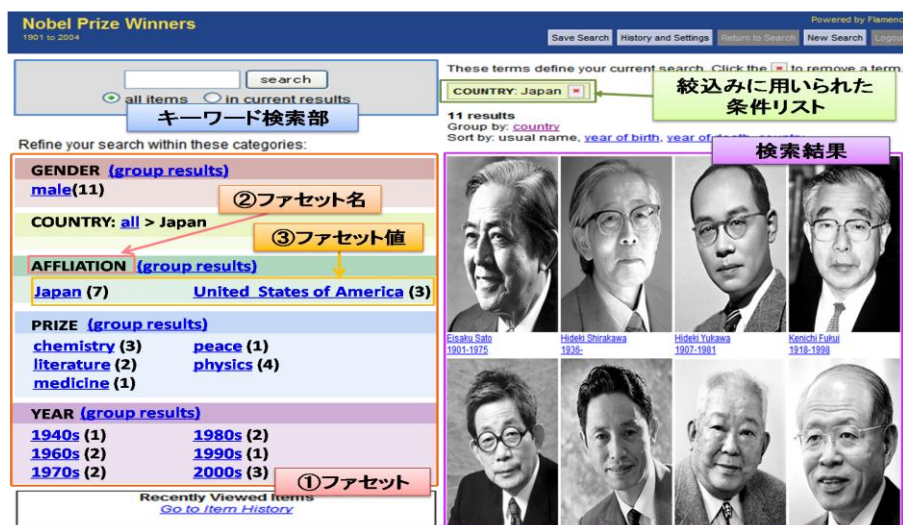 Nobel Prize Winners
1901 to 2004
Powered by Flamenco
Save Search
History and Settings
Return to Search
New Search
Logout
search
all items
in current results
キーワード検索部
Refine your search within these categories:
GENDER (group results)
male(11)
②ファセット名
COUNTRY: all > Japan
③ファセット値
AFFLIATION (group results)
Japan (7) United States of America (3)
PRIZE (group results)
chemistry (3) peace (1)
literature (2) physics (4)
medicine (1)
YEAR (group results)
1940s (1) 1980s (2)
1960s (2) 1990s (1)
1970s (2) 2000s (3)
①ファセット
Recently Viewed Items
Go to Item History
These terms define your current search. Click the × to remove a term.
COUNTRY: Japan ×
絞込みに用いられた
条件リスト
11 results
Group by: country
Sort by: usual name, year of birth, year of death, country
検索結果
Eisaku Sato
1901-1975
Hideki Shirakawa
1936-
Hideki Yukawa
1907-1981
Kenichi Fukui
1918-1998